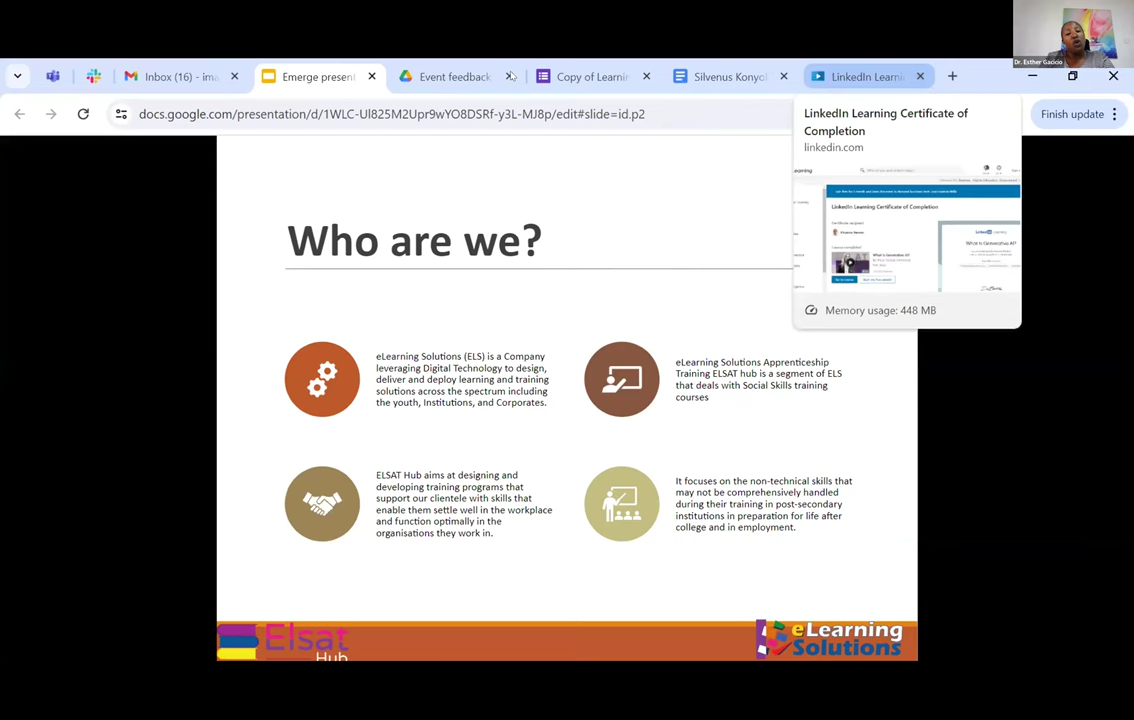 Dr. Esther Gacicio
Inbox (16) - ima
Emerge presen
Event feedback
Copy of Learnin
Silvenus Konyol
LinkedIn Learni
docs.google.com/presentation/d/1WLC-Ul825M2Upr9wYO8DSRf-y3L-MJ8p/edit#slide=id.p2
Finish update
LinkedIn Learning Certificate of
Completion
linkedin.com
LinkedIn Learning Certificate of Completion
Memory usage: 448 MB
Who are we?
eLearning Solutions (ELS) is a Company
leveraging Digital Technology to design,
deliver and deploy learning and training
solutions across the spectrum including
the youth, Institutions, and Corporates.
eLearning Solutions Apprenticeship
Training ELSAT hub is a segment of ELS
that deals with Social Skills training
courses
ELSAT Hub aims at designing and
developing training programs that
support our clientele with skills that
enable them settle well in the workplace
and function optimally in the
organisations they work in.
It focuses on the non-technical skills that
may not be comprehensively handled
during their training in post-secondary
institutions in preparation for life after
college and in employment.
Elsat
Hub
eLearning
Solutions